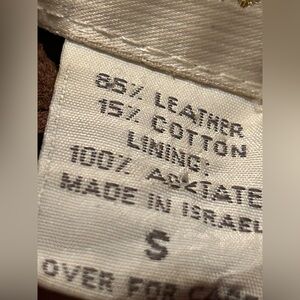 85% LEATHER
15% COTTON
LINING:
100% ACETATE
MADE IN ISRAEL
S
OVER FOR